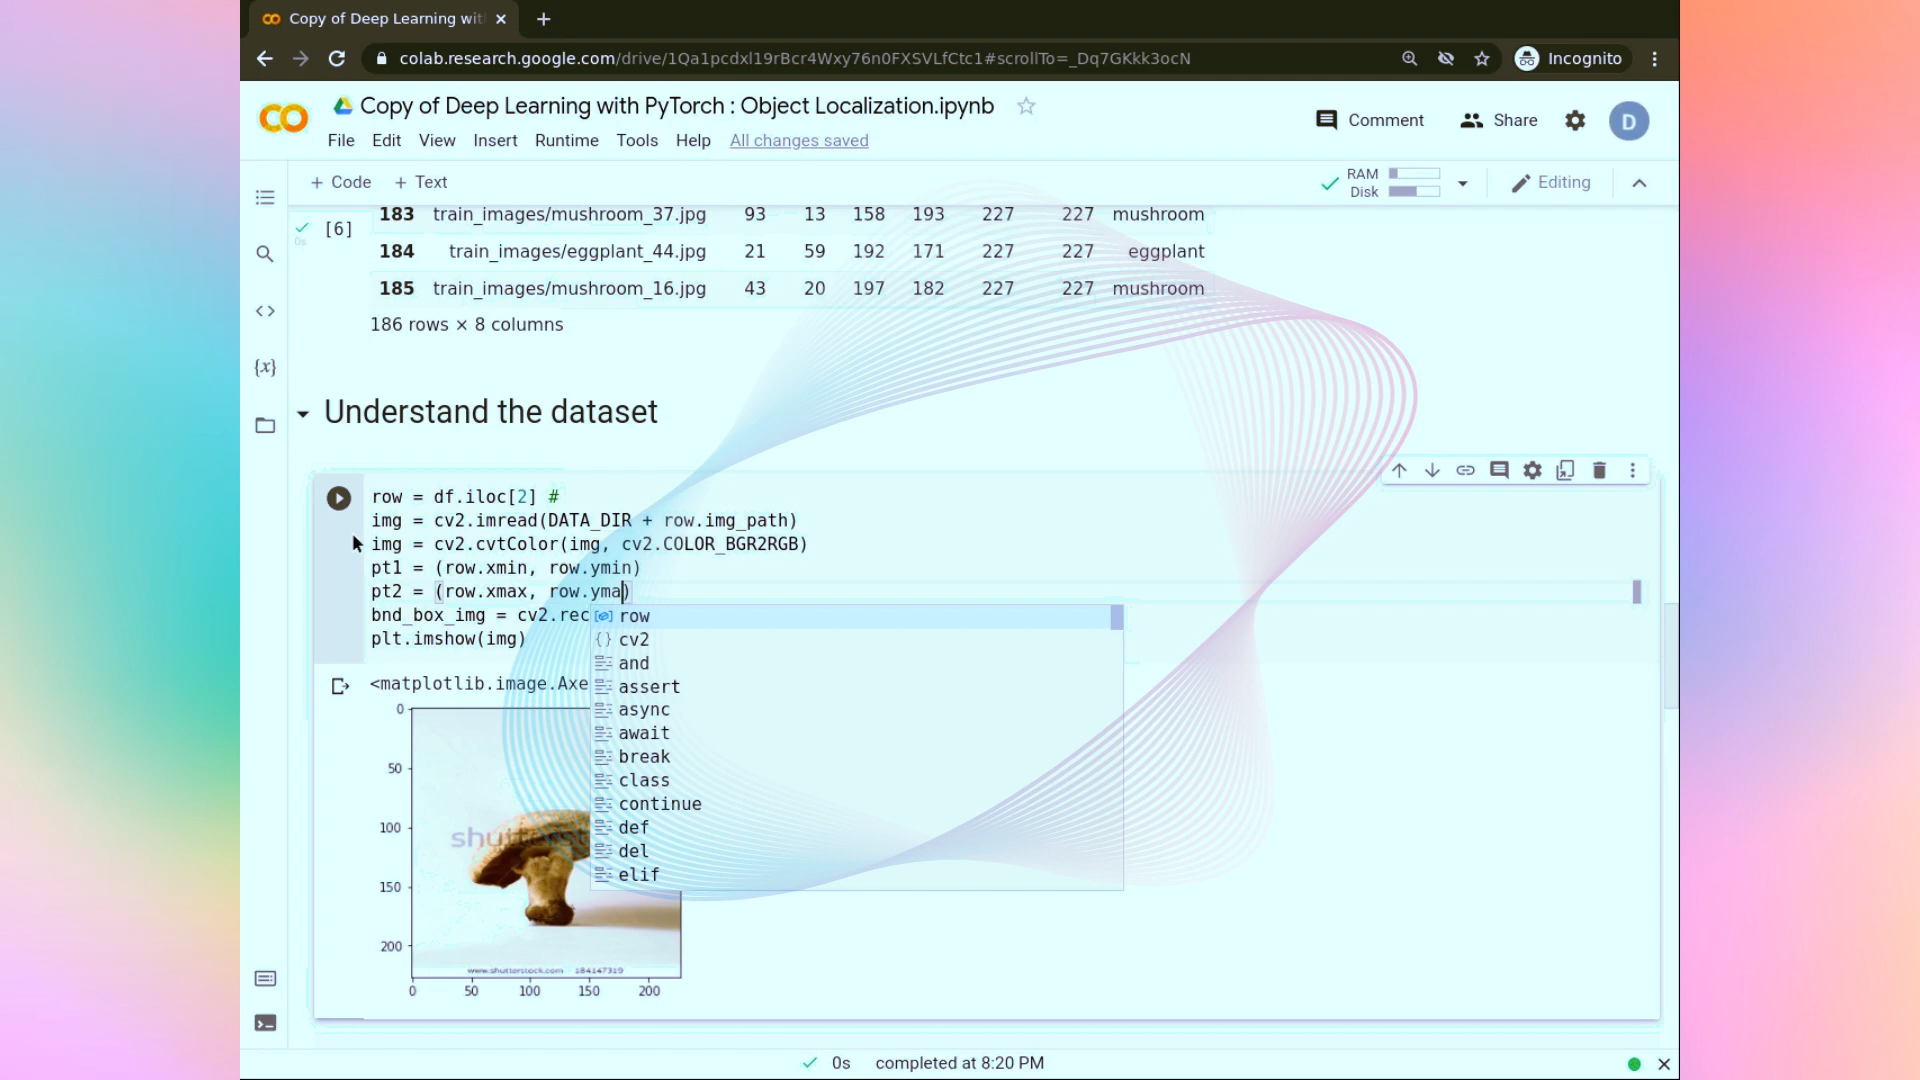 Copy of Deep Learning wit
colab.research.google.com/drive/1Qa1pcdxl19rBcr4Wxy76n0FXSVLfCtc1#scrollTo=_Dq7GKkk3ocN
Incognito
Copy of Deep Learning with PyTorch : Object Localization.ipynb
Comment
Share
D
File Edit View Insert Runtime Tools Help All changes saved
+ Code + Text
RAM
Disk
Editing
[6]
0s
183 train_images/mushroom_37.jpg 93 13 158 193 227 227 mushroom
184 train_images/eggplant_44.jpg 21 59 192 171 227 227 eggplant
185 train_images/mushroom_16.jpg 43 20 197 182 227 227 mushroom
186 rows × 8 columns
{x}
Understand the dataset
row = df.iloc[2] #
img = cv2.imread(DATA_DIR + row.img_path)
img = cv2.cvtColor(img, cv2.COLOR_BGR2RGB)
pt1 = (row.xmin, row.ymin)
pt2 = (row.xmax, row.yma)
bnd_box_img = cv2.rec
plt.imshow(img)
row
cv2
and
assert
async
await
break
class
continue
def
del
elif
<matplotlib.image.Axe
0
50
100
150
200
shutterst
www.shutterstock.com 184147319
0 50 100 150 200
0s completed at 8:20 PM